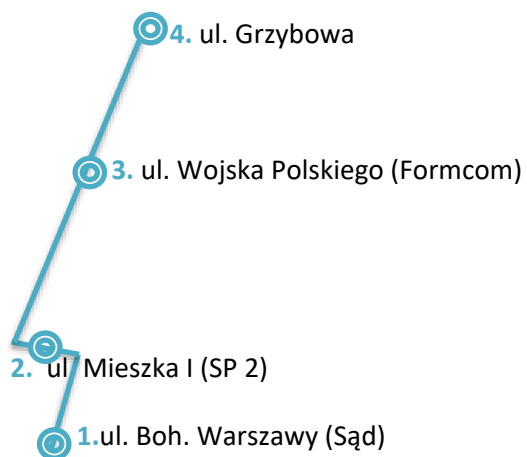 4. ul. Grzybowa
3. ul. Wojska Polskiego (Formcom)
2. ul. Mieszka I (SP 2)
1.ul. Boh. Warszawy (Sąd)